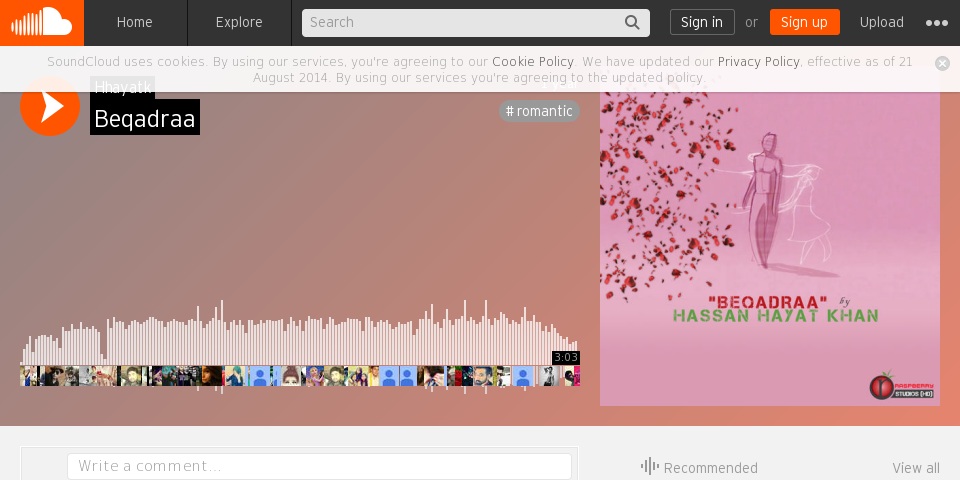 Home
Explore
Search
Sign in
or
Sign up
Upload
SoundCloud uses cookies. By using our services, you're agreeing to our Cookie Policy. We have updated our Privacy Policy, effective as of 21
August 2014. By using our services you're agreeing to the updated policy.
Hhayatk
Beqadraa
# romantic
"BEQADRAA" by
HASSAN HAYAT KHAN
RASPBERRY
STUDIOS [HD]
3:03
Write a comment...
Recommended
View all